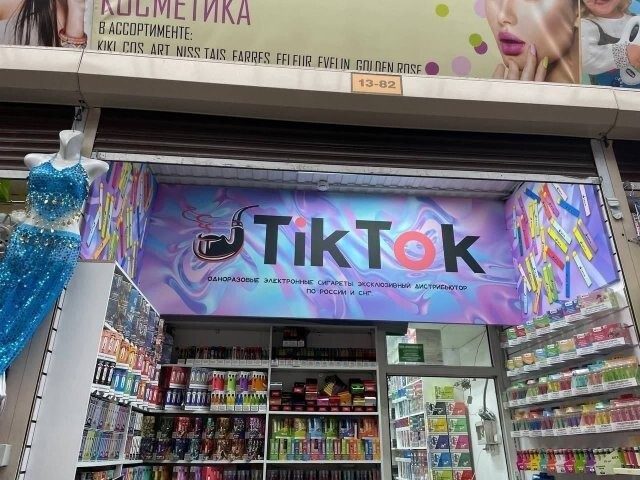 КОСМЕТИКА
В АССОРТИМЕНТЕ:
KIKI, COS, ART, NISS, TAIS, FARRES, FFLEUR, EVELIN, GOLDEN ROSE
13-82
TikTok
ОДНОРАЗОВЫЕ ЭЛЕКТРОННЫЕ СИГАРЕТЫ ЭКСКЛЮЗИВНЫЙ ДИСТРИБЬЮТОР
ПО РОССИИ И СНГ